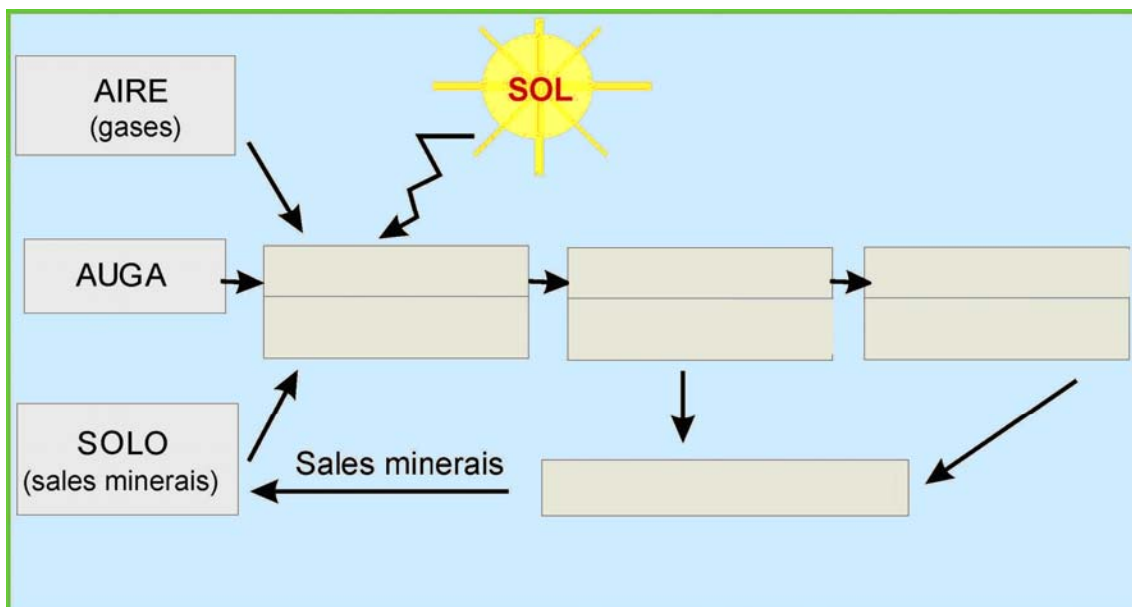 AIRE
(gases)
SOL
AUGA
SOLO
(sales minerais)
Sales minerais